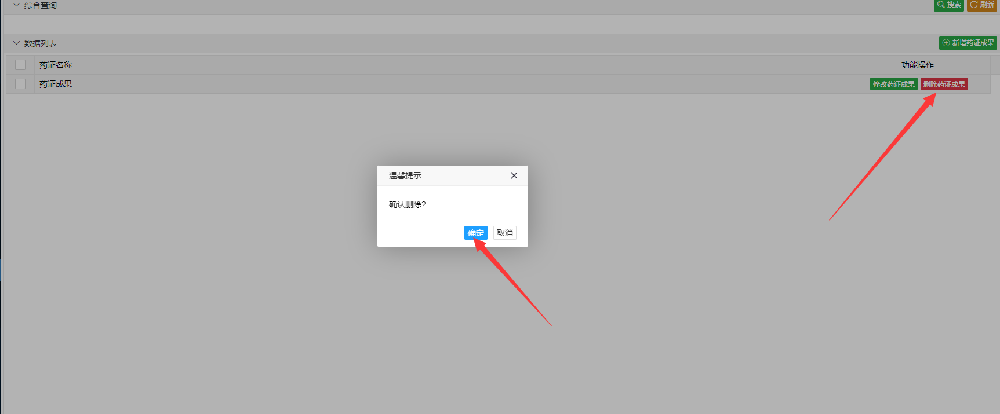 综合查询
搜索 刷新
数据列表
新增药证成果
药证名称 功能操作
药证成果 修改药证成果 删除药证成果
温馨提示
确认删除?
确定 取消